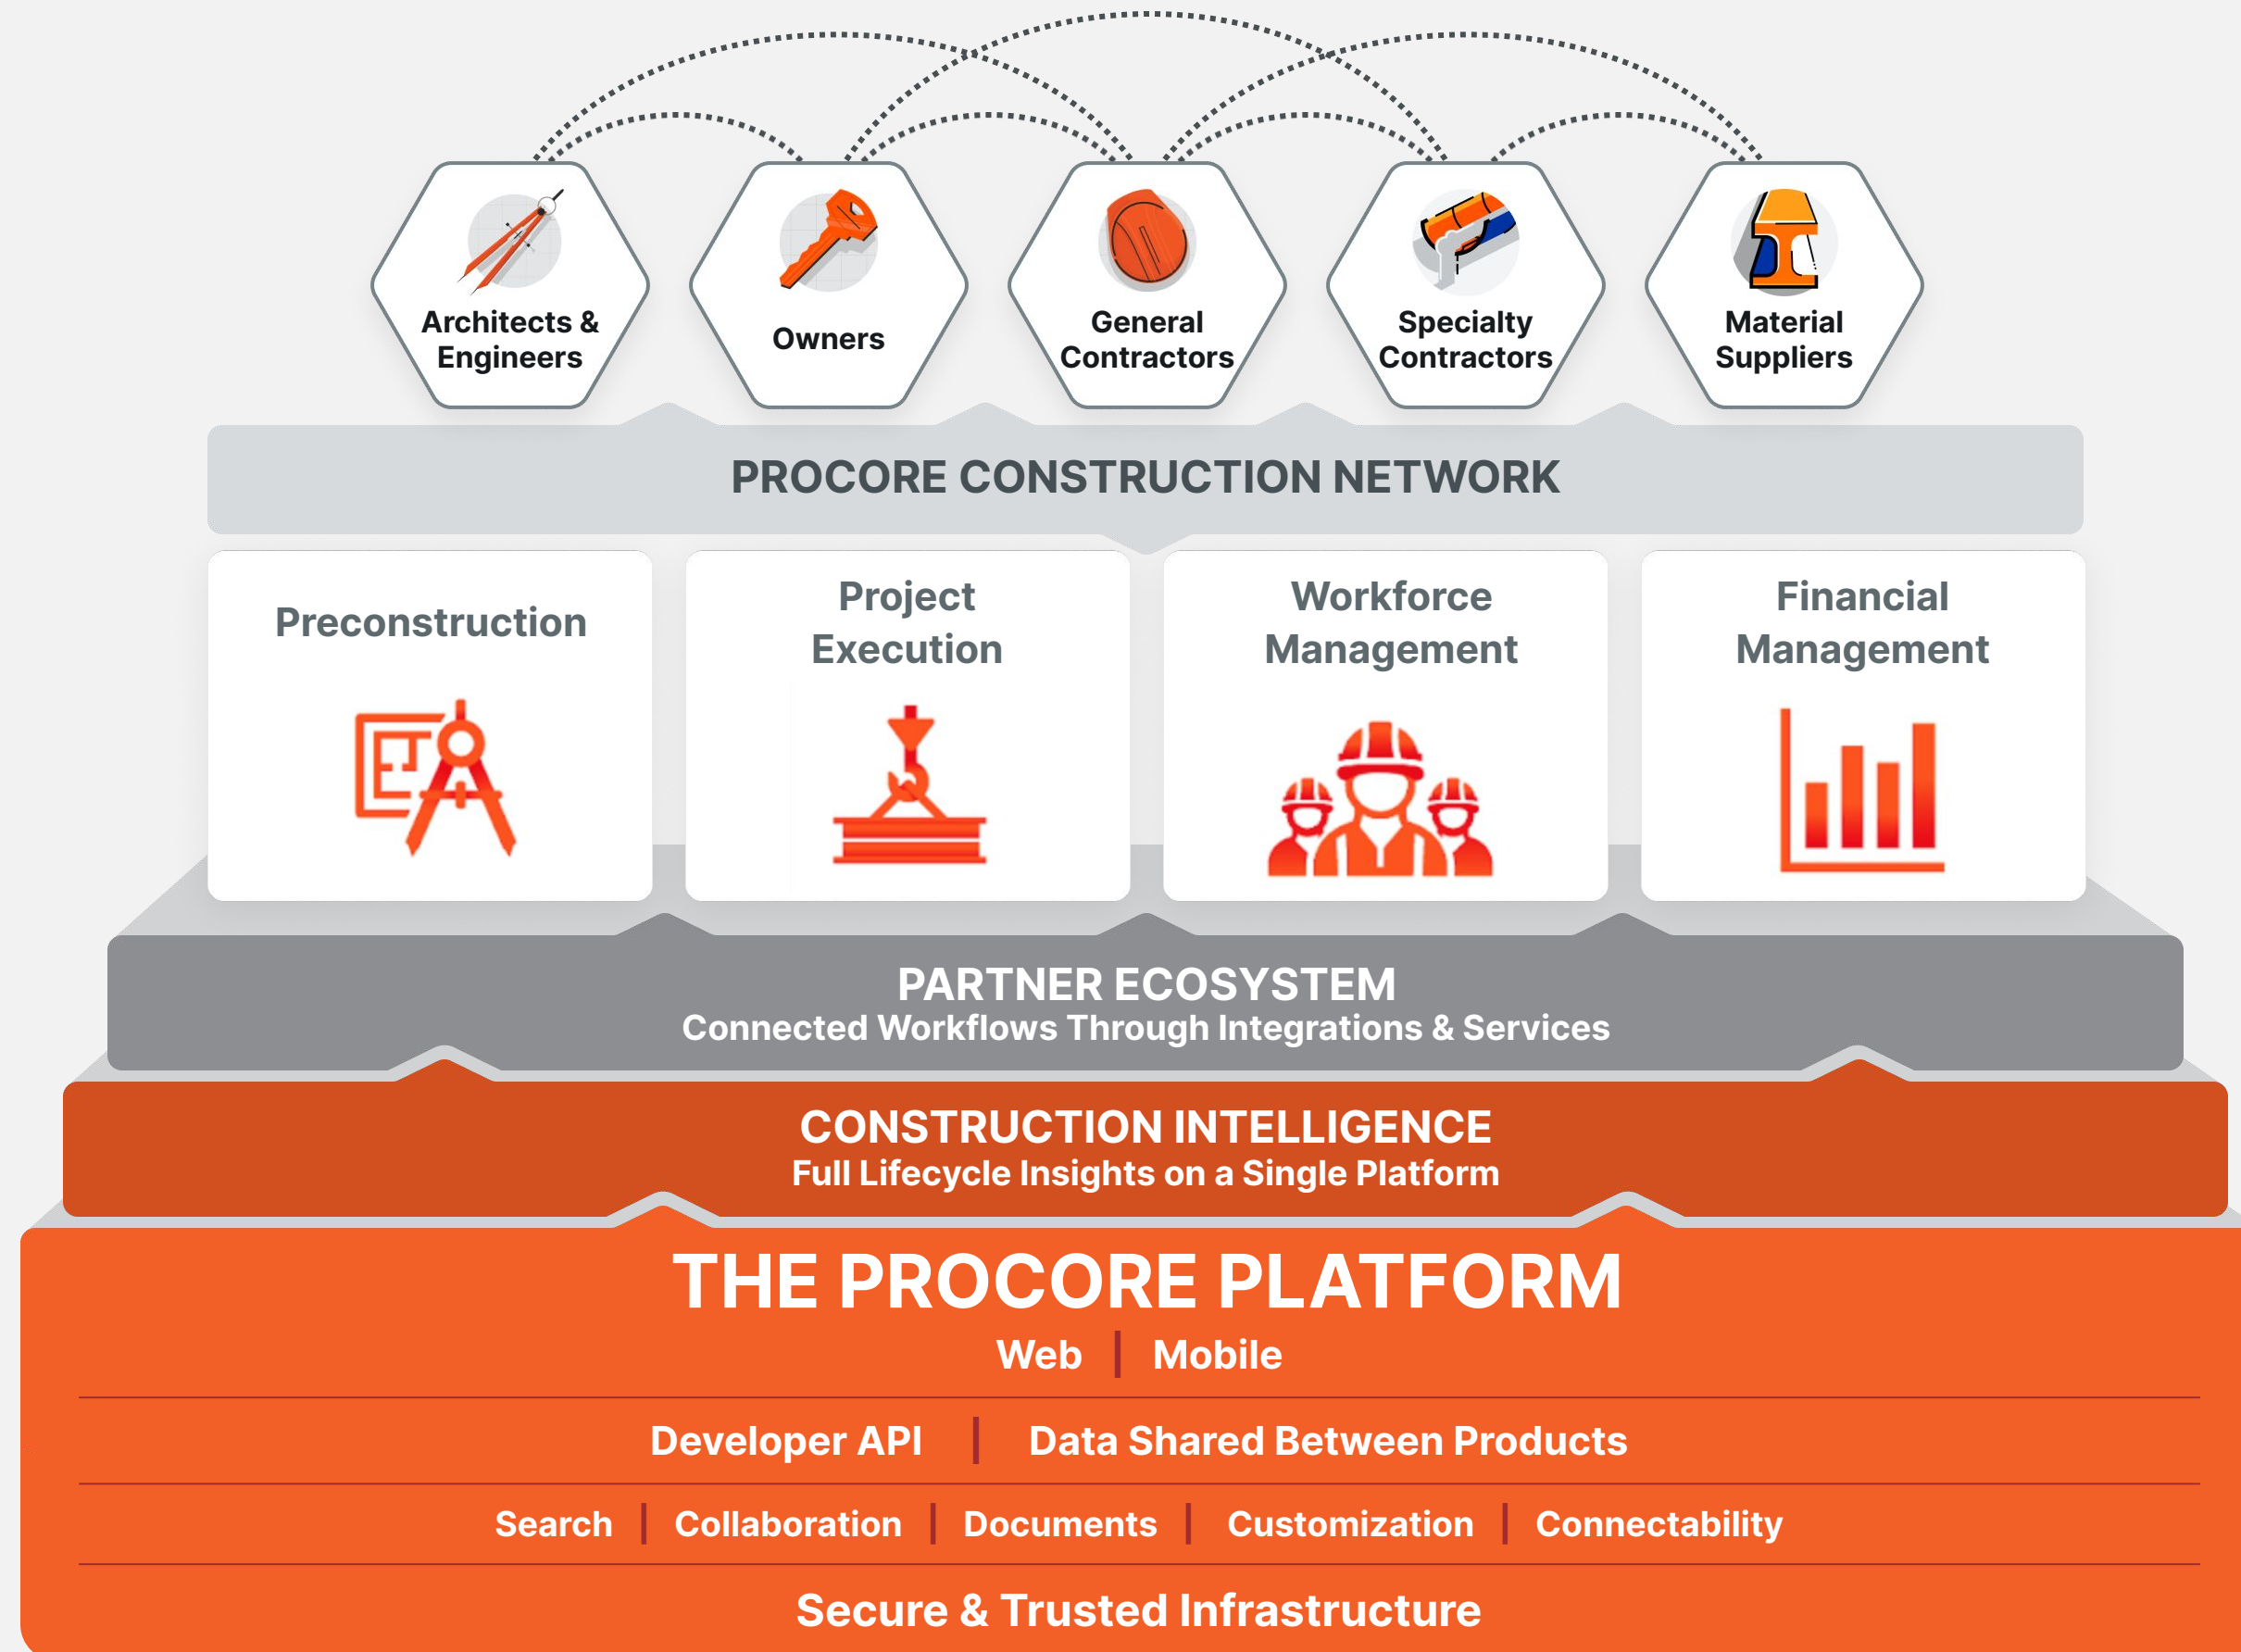 Architects &
Engineers
Owners
General
Contractors
Specialty
Contractors
Material
Suppliers
PROCORE CONSTRUCTION NETWORK
Preconstruction
Project
Execution
Workforce
Management
Financial
Management
PARTNER ECOSYSTEM
Connected Workflows Through Integrations & Services
CONSTRUCTION INTELLIGENCE
Full Lifecycle Insights on a Single Platform
THE PROCORE PLATFORM
Web | Mobile
Developer API | Data Shared Between Products
Search | Collaboration | Documents | Customization | Connectability
Secure & Trusted Infrastructure